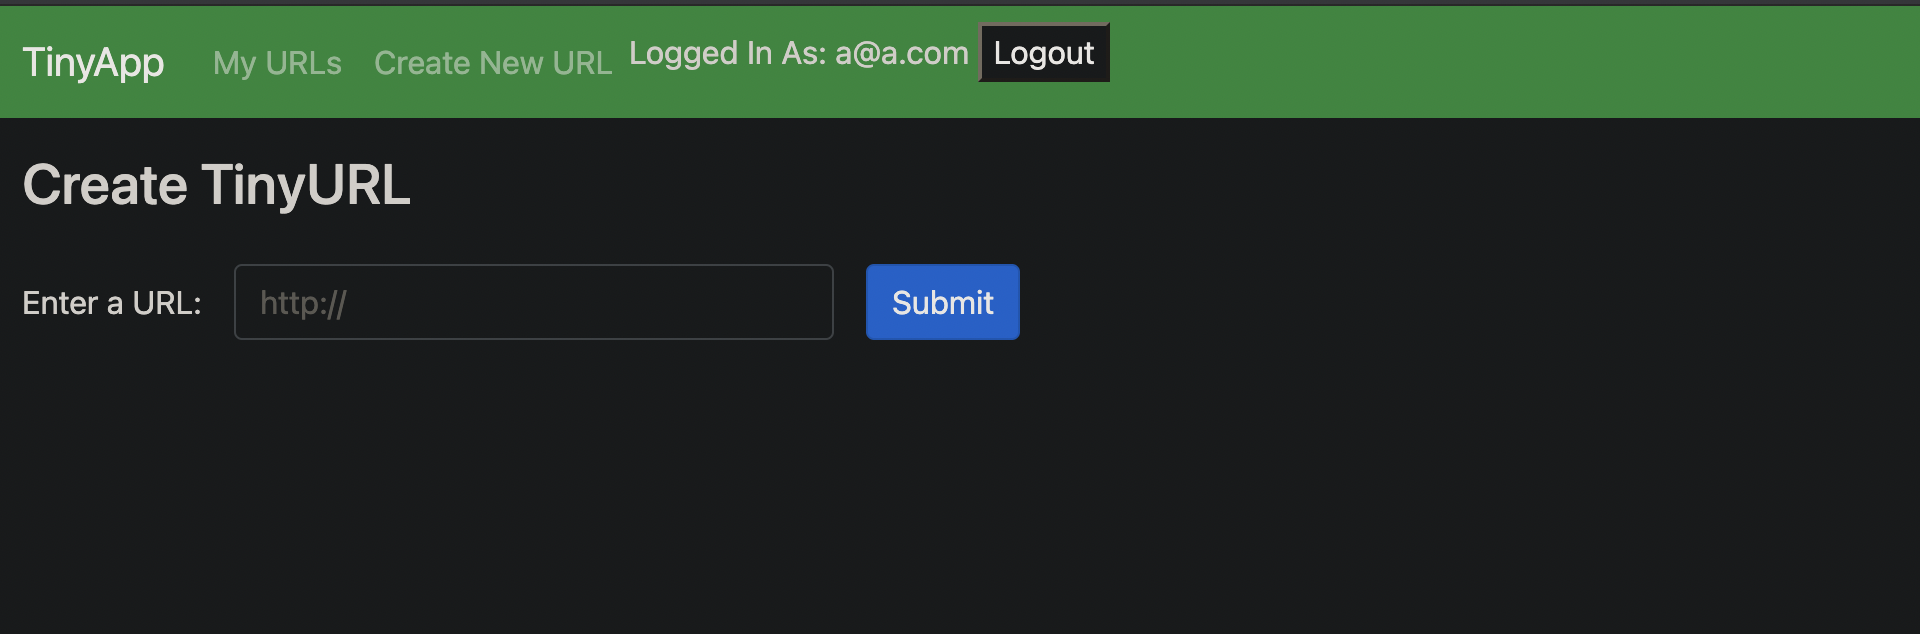 TinyApp My URLs Create New URL Logged In As: a@a.com Logout
Create TinyURL
Enter a URL: http:// Submit